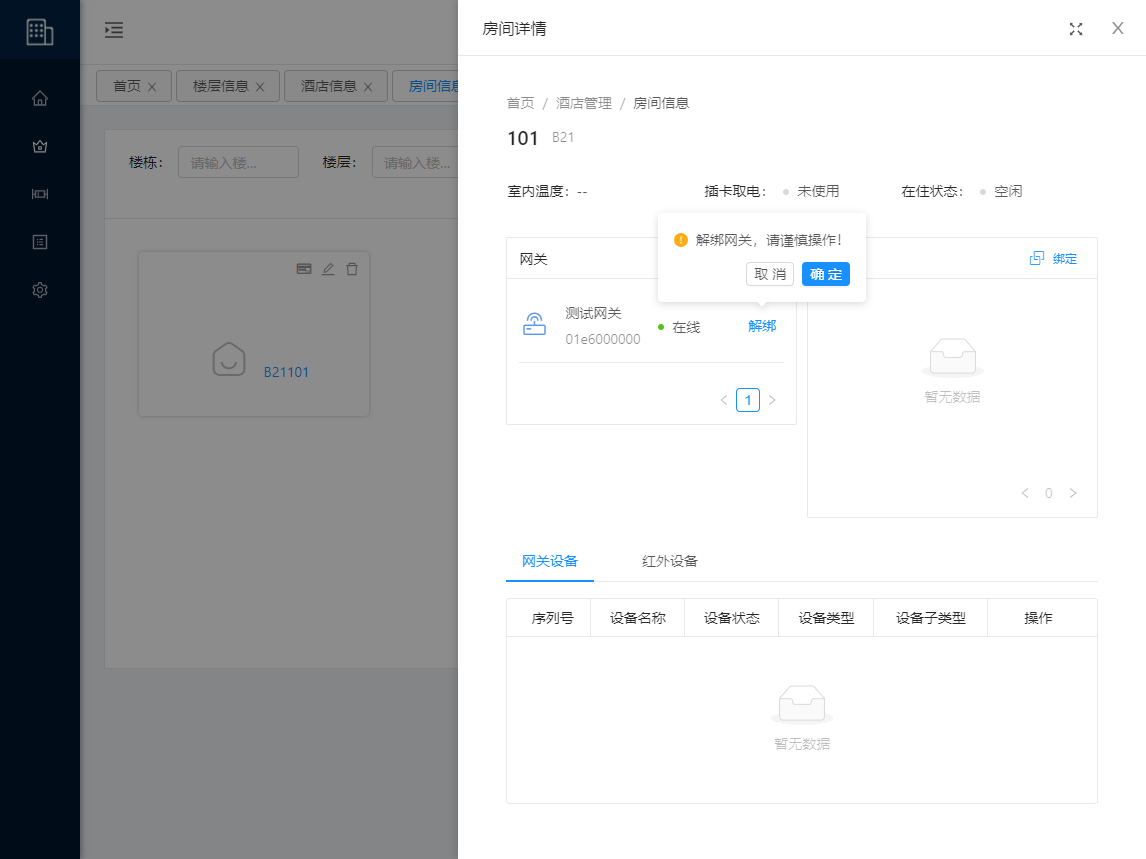 房间详情
X
首页
楼层信息
酒店信息
房间信息
楼栋：
请输入楼...
楼层：
请输入楼...
B21101
首页 / 酒店管理 / 房间信息
101 B21
室内温度：--
插卡取电：
未使用
在住状态：
空闲
解绑网关，请谨慎操作！
取 消
确 定
网关
绑定
测试网关
01e6000000
在线
解绑
1
暂无数据
0
网关设备
红外设备
序列号
设备名称
设备状态
设备类型
设备子类型
操作
暂无数据